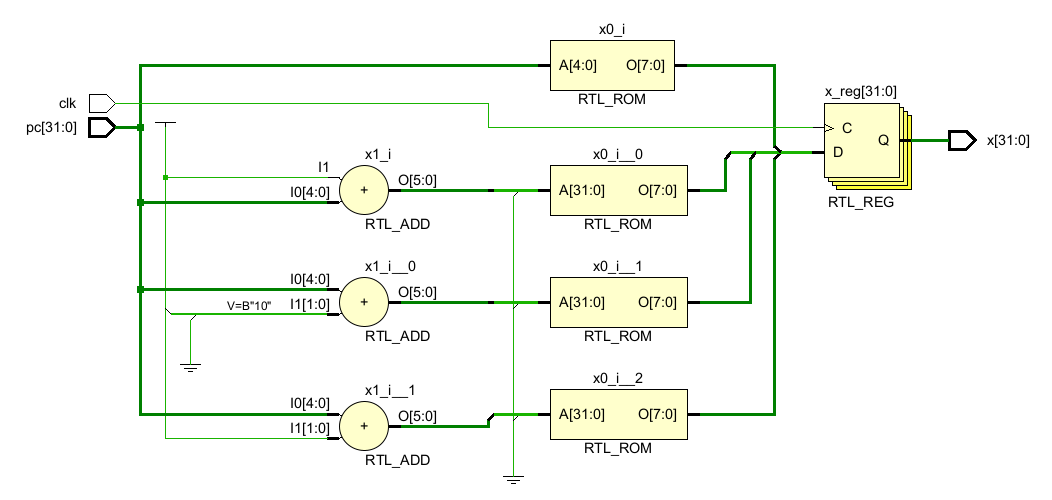 x0_i
A[4:0] O[7:0]
RTL_ROM
clk
pc[31:0]
x_reg[31:0]
C
D
Q
RTL_REG
x[31:0]
x1_i
I1
I0[4:0]
+
O[5:0]
RTL_ADD
x0_i__0
A[31:0] O[7:0]
RTL_ROM
x1_i__0
I0[4:0]
V=B"10" I1[1:0]
+
O[5:0]
RTL_ADD
x0_i__1
A[31:0] O[7:0]
RTL_ROM
x1_i__1
I0[4:0]
I1[1:0]
+
O[5:0]
RTL_ADD
x0_i__2
A[31:0] O[7:0]
RTL_ROM